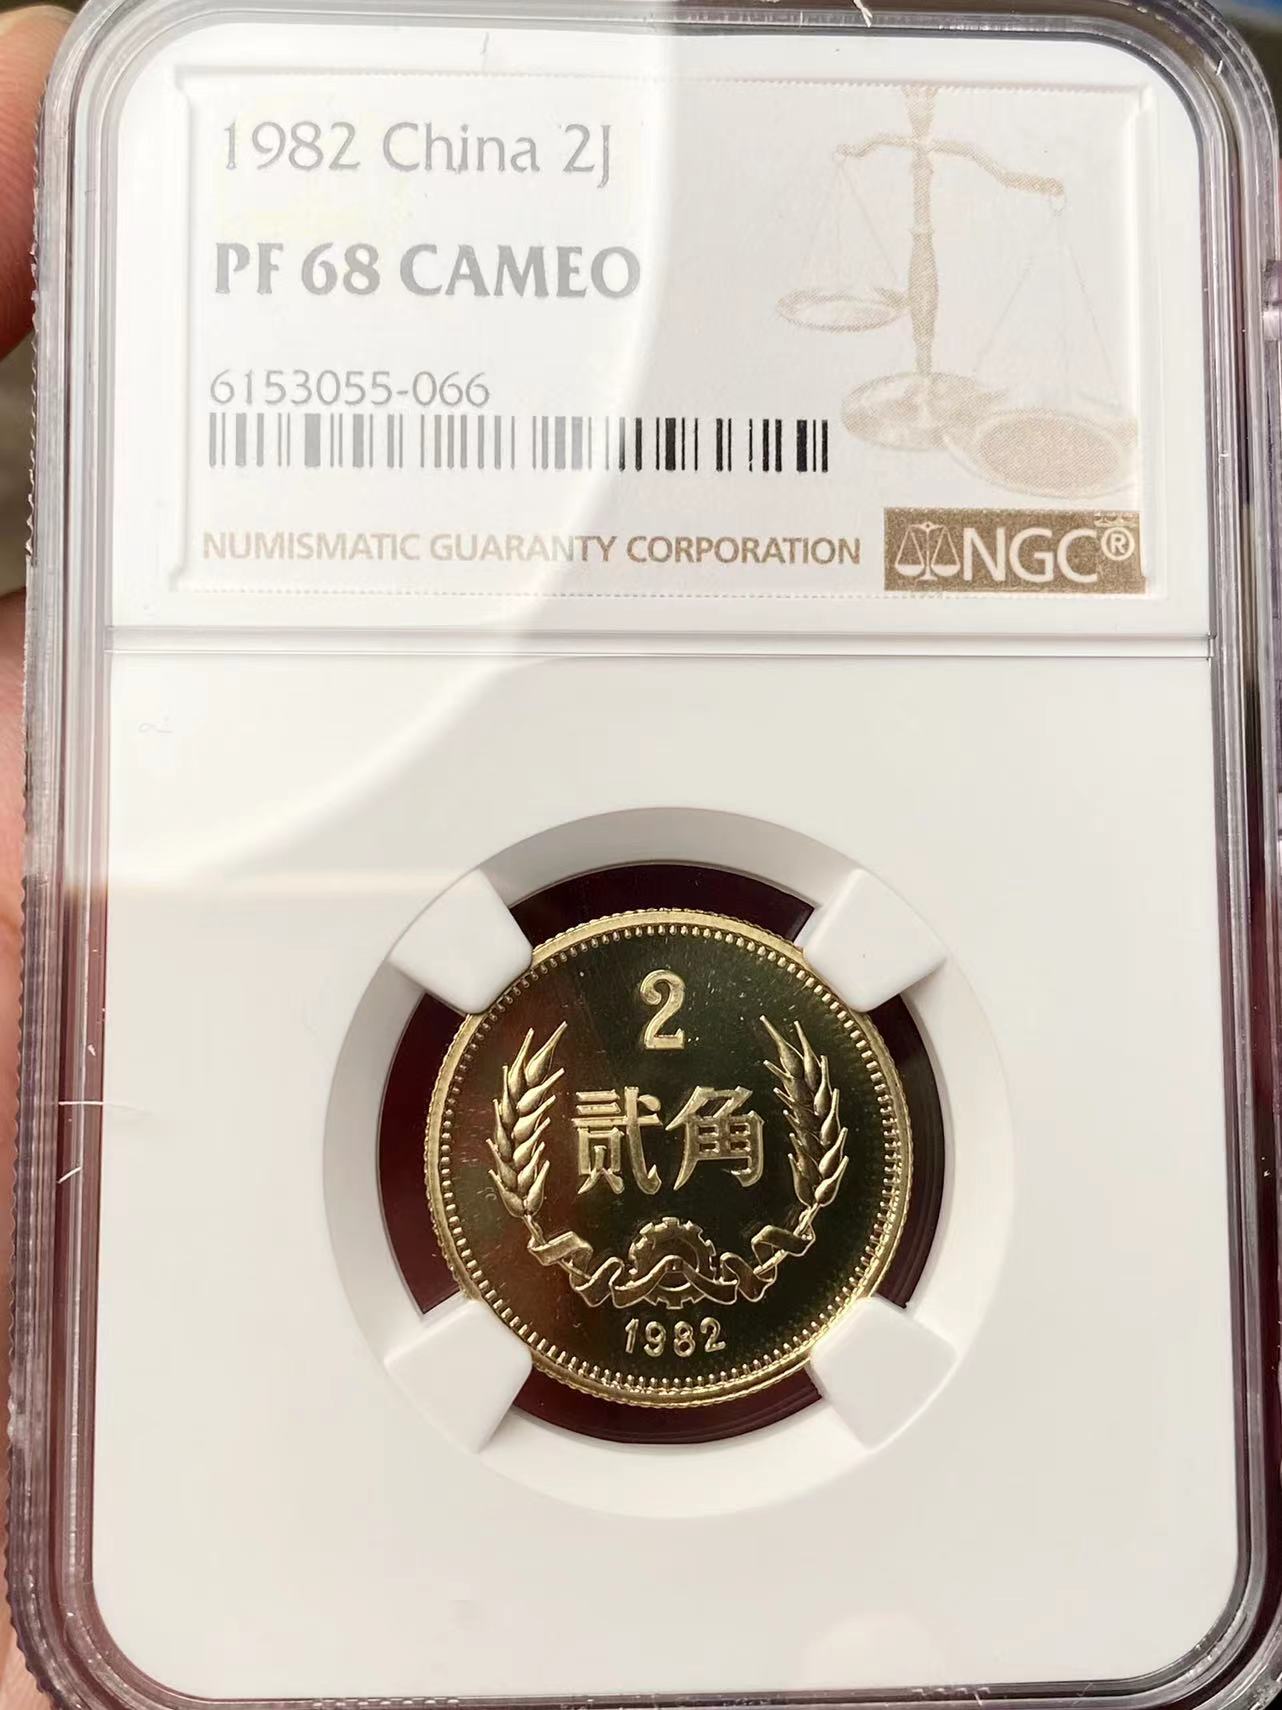 1982 China 2J
PF 68 CAMEO
6153055-066
NUMISMATIC GUARANTY CORPORATION NGC®
2
贰角
1982